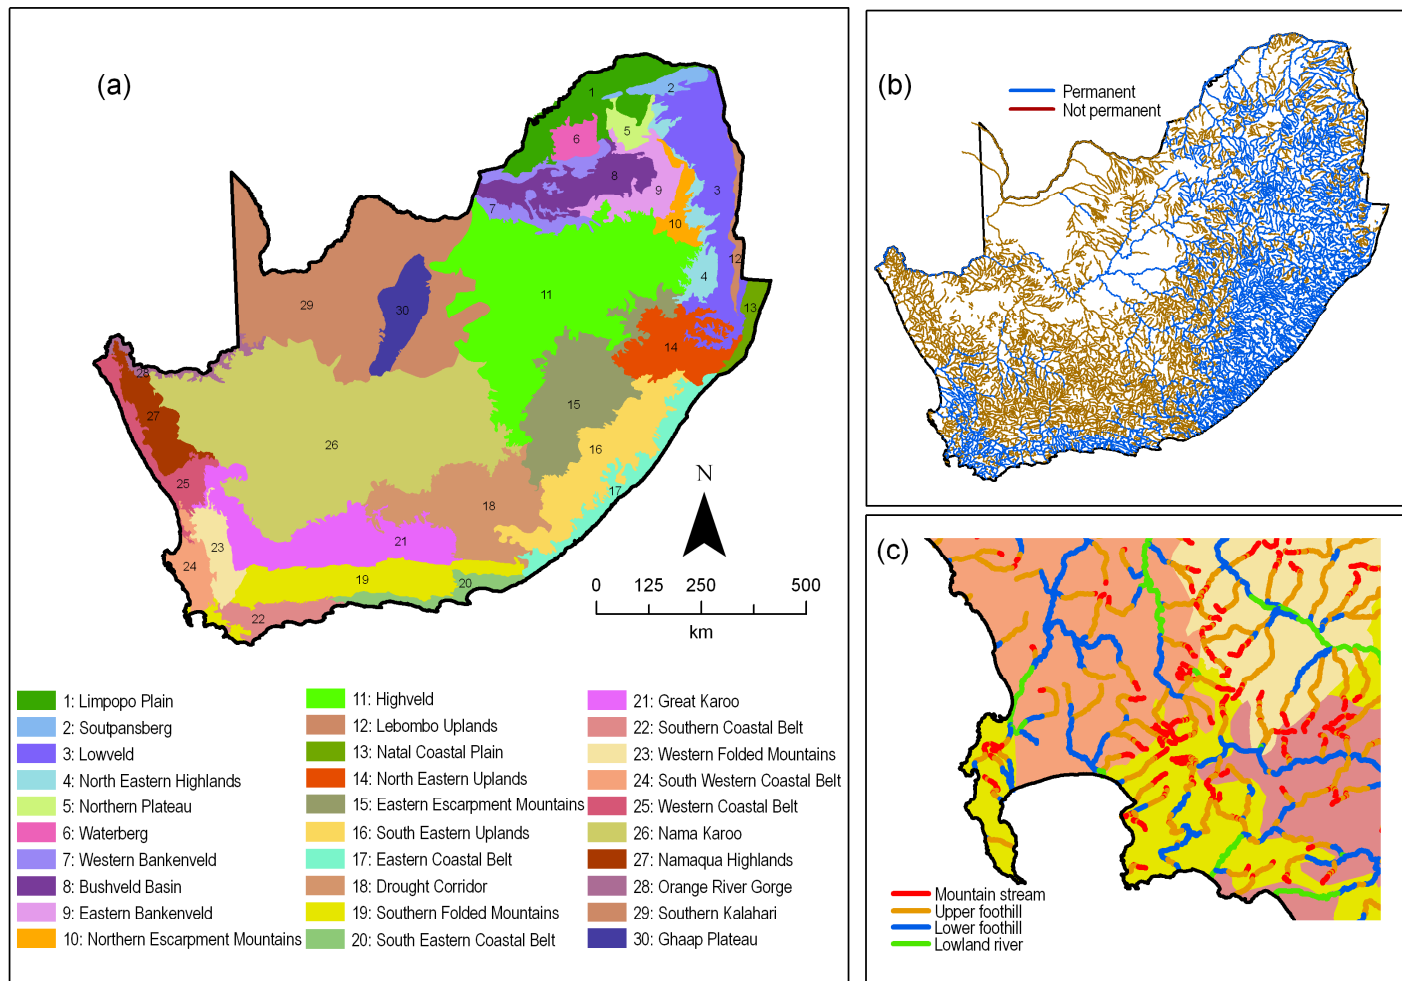 (a)
1
2
5
6
8
3
9
7
10
4
12
11
13
29
30
14
28
27
15
26
16
25
17
18
23
21
24
19
20
22
N
0 125 250 500
km
1: Limpopo Plain
2: Soutpansberg
3: Lowveld
4: North Eastern Highlands
5: Northern Plateau
6: Waterberg
7: Western Bankenveld
8: Bushveld Basin
9: Eastern Bankenveld
10: Northern Escarpment Mountains
11: Highveld
12: Lebombo Uplands
13: Natal Coastal Plain
14: North Eastern Uplands
15: Eastern Escarpment Mountains
16: South Eastern Uplands
17: Eastern Coastal Belt
18: Drought Corridor
19: Southern Folded Mountains
20: South Eastern Coastal Belt
21: Great Karoo
22: Southern Coastal Belt
23: Western Folded Mountains
24: South Western Coastal Belt
25: Western Coastal Belt
26: Nama Karoo
27: Namaqua Highlands
28: Orange River Gorge
29: Southern Kalahari
30: Ghaap Plateau
(b)
Permanent
Not permanent
(c)
Mountain stream
Upper foothill
Lower foothill
Lowland river